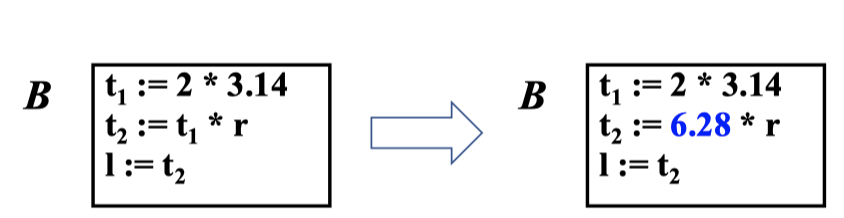 B
t₁ := 2 * 3.14
t₂ := t₁ * r
l := t₂
B
t₁ := 2 * 3.14
t₂ := 6.28 * r
l := t₂